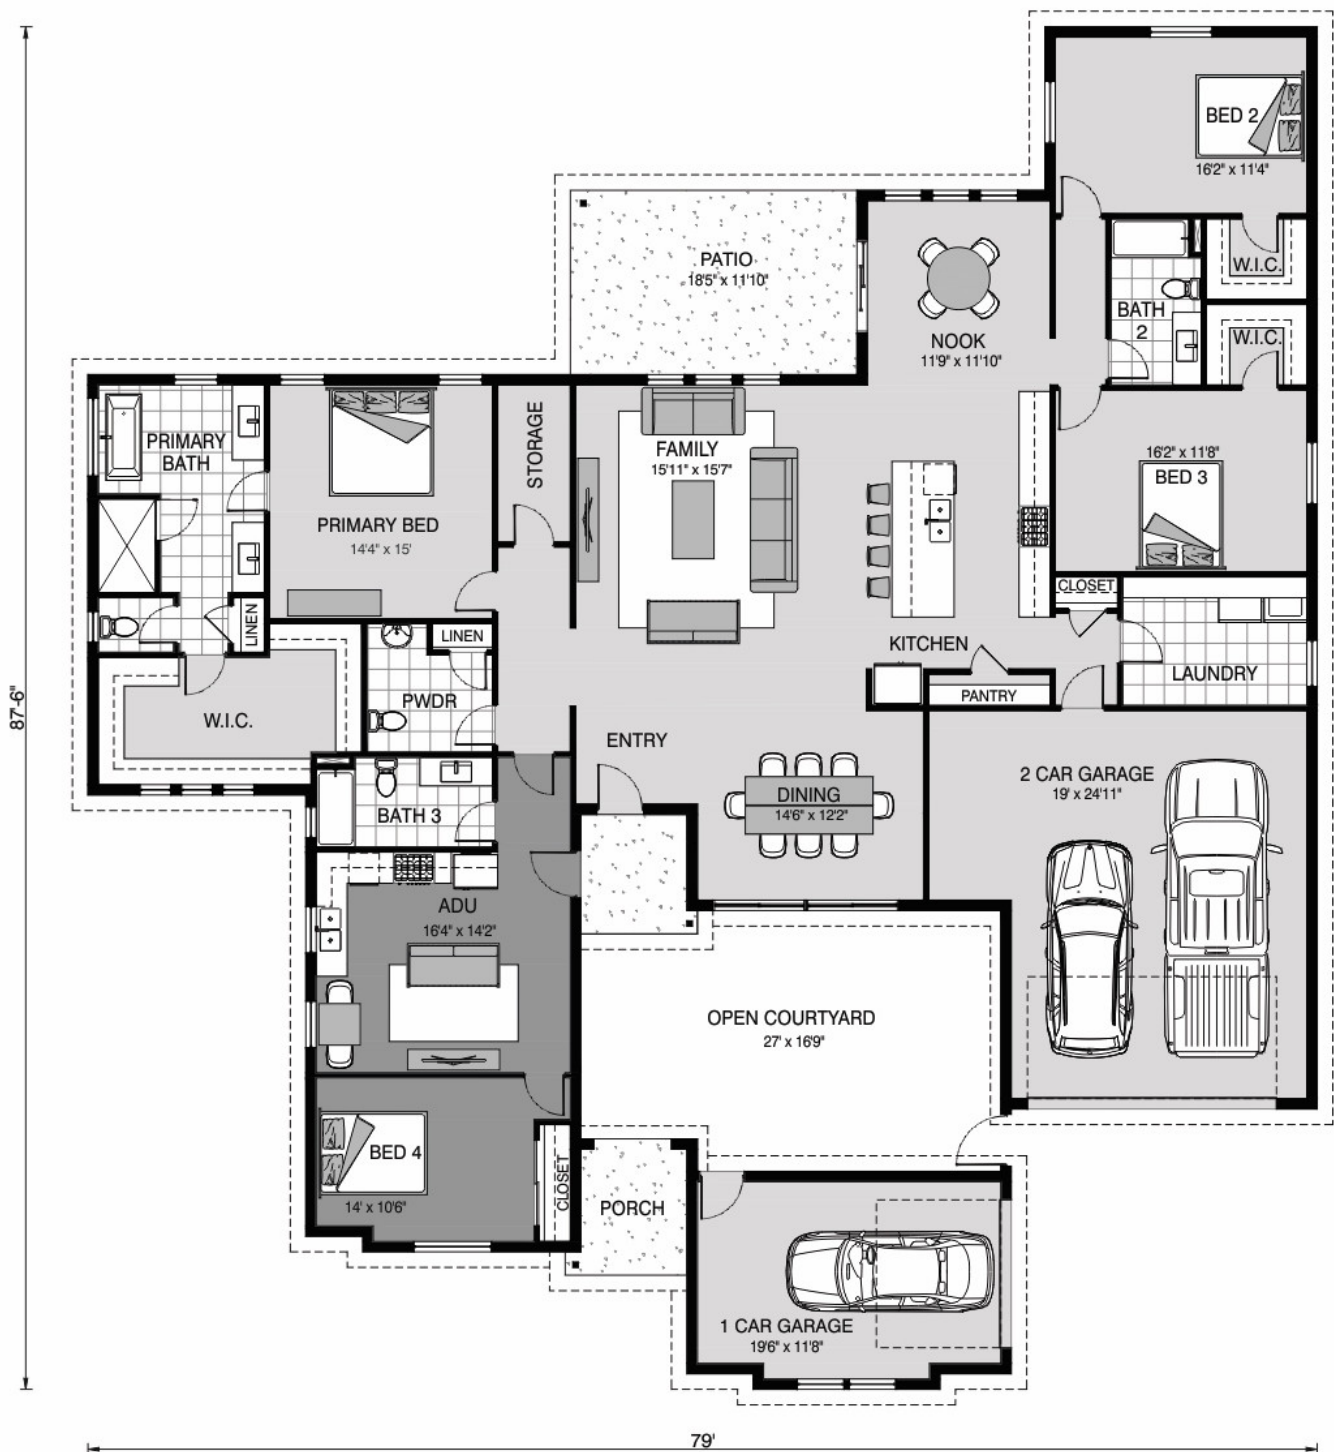 BED 2
16'2" x 11'4"
PATIO
18'5" x 11'10"
W.I.C.
BATH
2
NOOK
11'9" x 11'10"
W.I.C.
PRIMARY
BATH
STORAGE
FAMILY
15'11" x 15'7"
16'2" x 11'8"
BED 3
PRIMARY BED
14'4" x 15'
CLOSET
LINEN
LINEN
KITCHEN
LAUNDRY
PANTRY
PWDR
W.I.C.
87'-6"
ENTRY
2 CAR GARAGE
19' x 24'11"
DINING
14'6" x 12'2"
BATH 3
ADU
16'4" x 14'2"
OPEN COURTYARD
27' x 16'9"
BED 4
14' x 10'6"
CLOSET
PORCH
1 CAR GARAGE
19'6" x 11'8"
79'